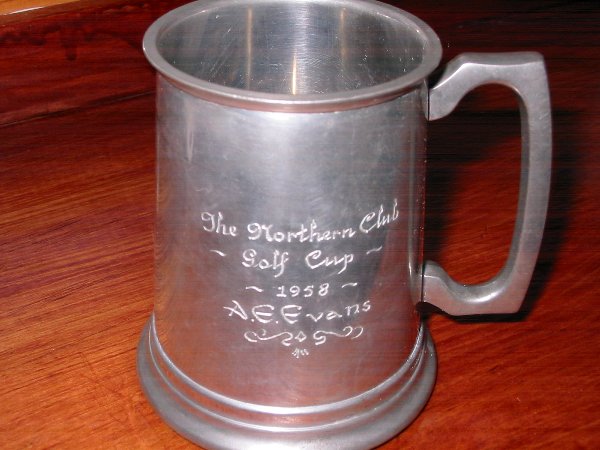 The Northern Club
~ Golf Cup ~
~ 1958 ~
A.E.Evans